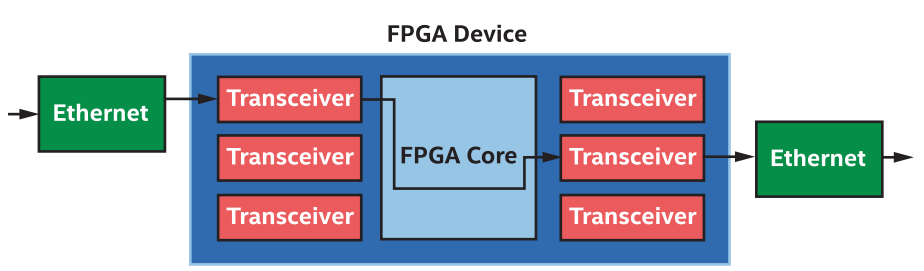 FPGA Device
Ethernet
Transceiver
Transceiver
Transceiver
FPGA Core
Transceiver
Transceiver
Transceiver
Ethernet